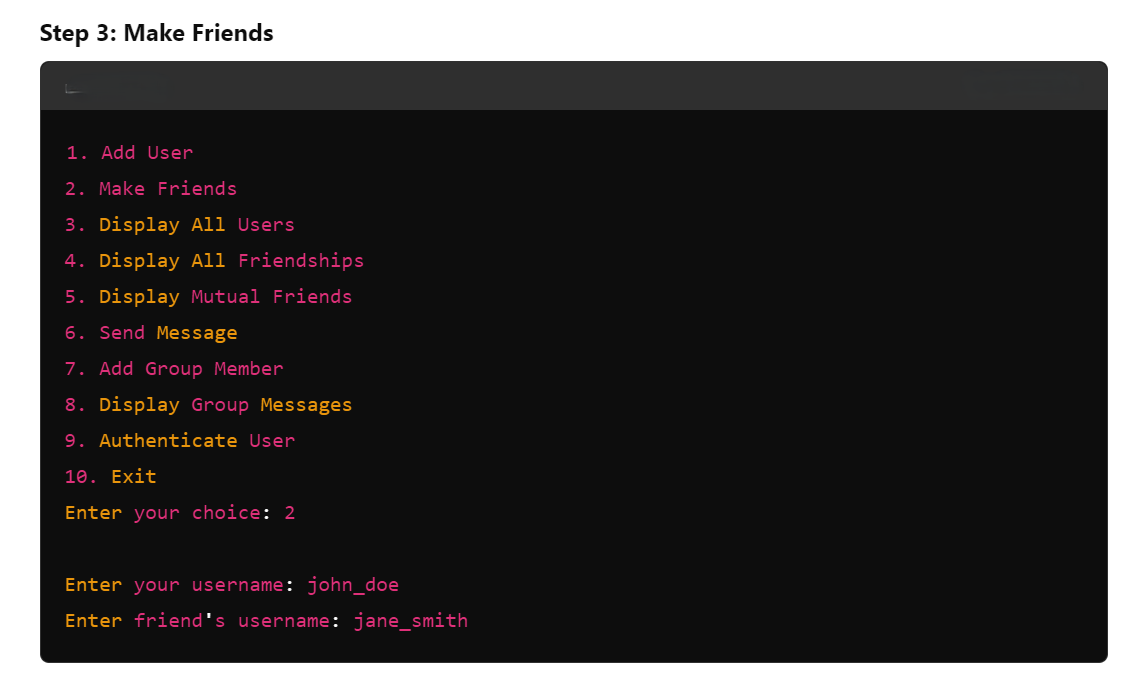 Step 3: Make Friends
1. Add User
2. Make Friends
3. Display All Users
4. Display All Friendships
5. Display Mutual Friends
6. Send Message
7. Add Group Member
8. Display Group Messages
9. Authenticate User
10. Exit
Enter your choice: 2
Enter your username: john_doe
Enter friend's username: jane_smith